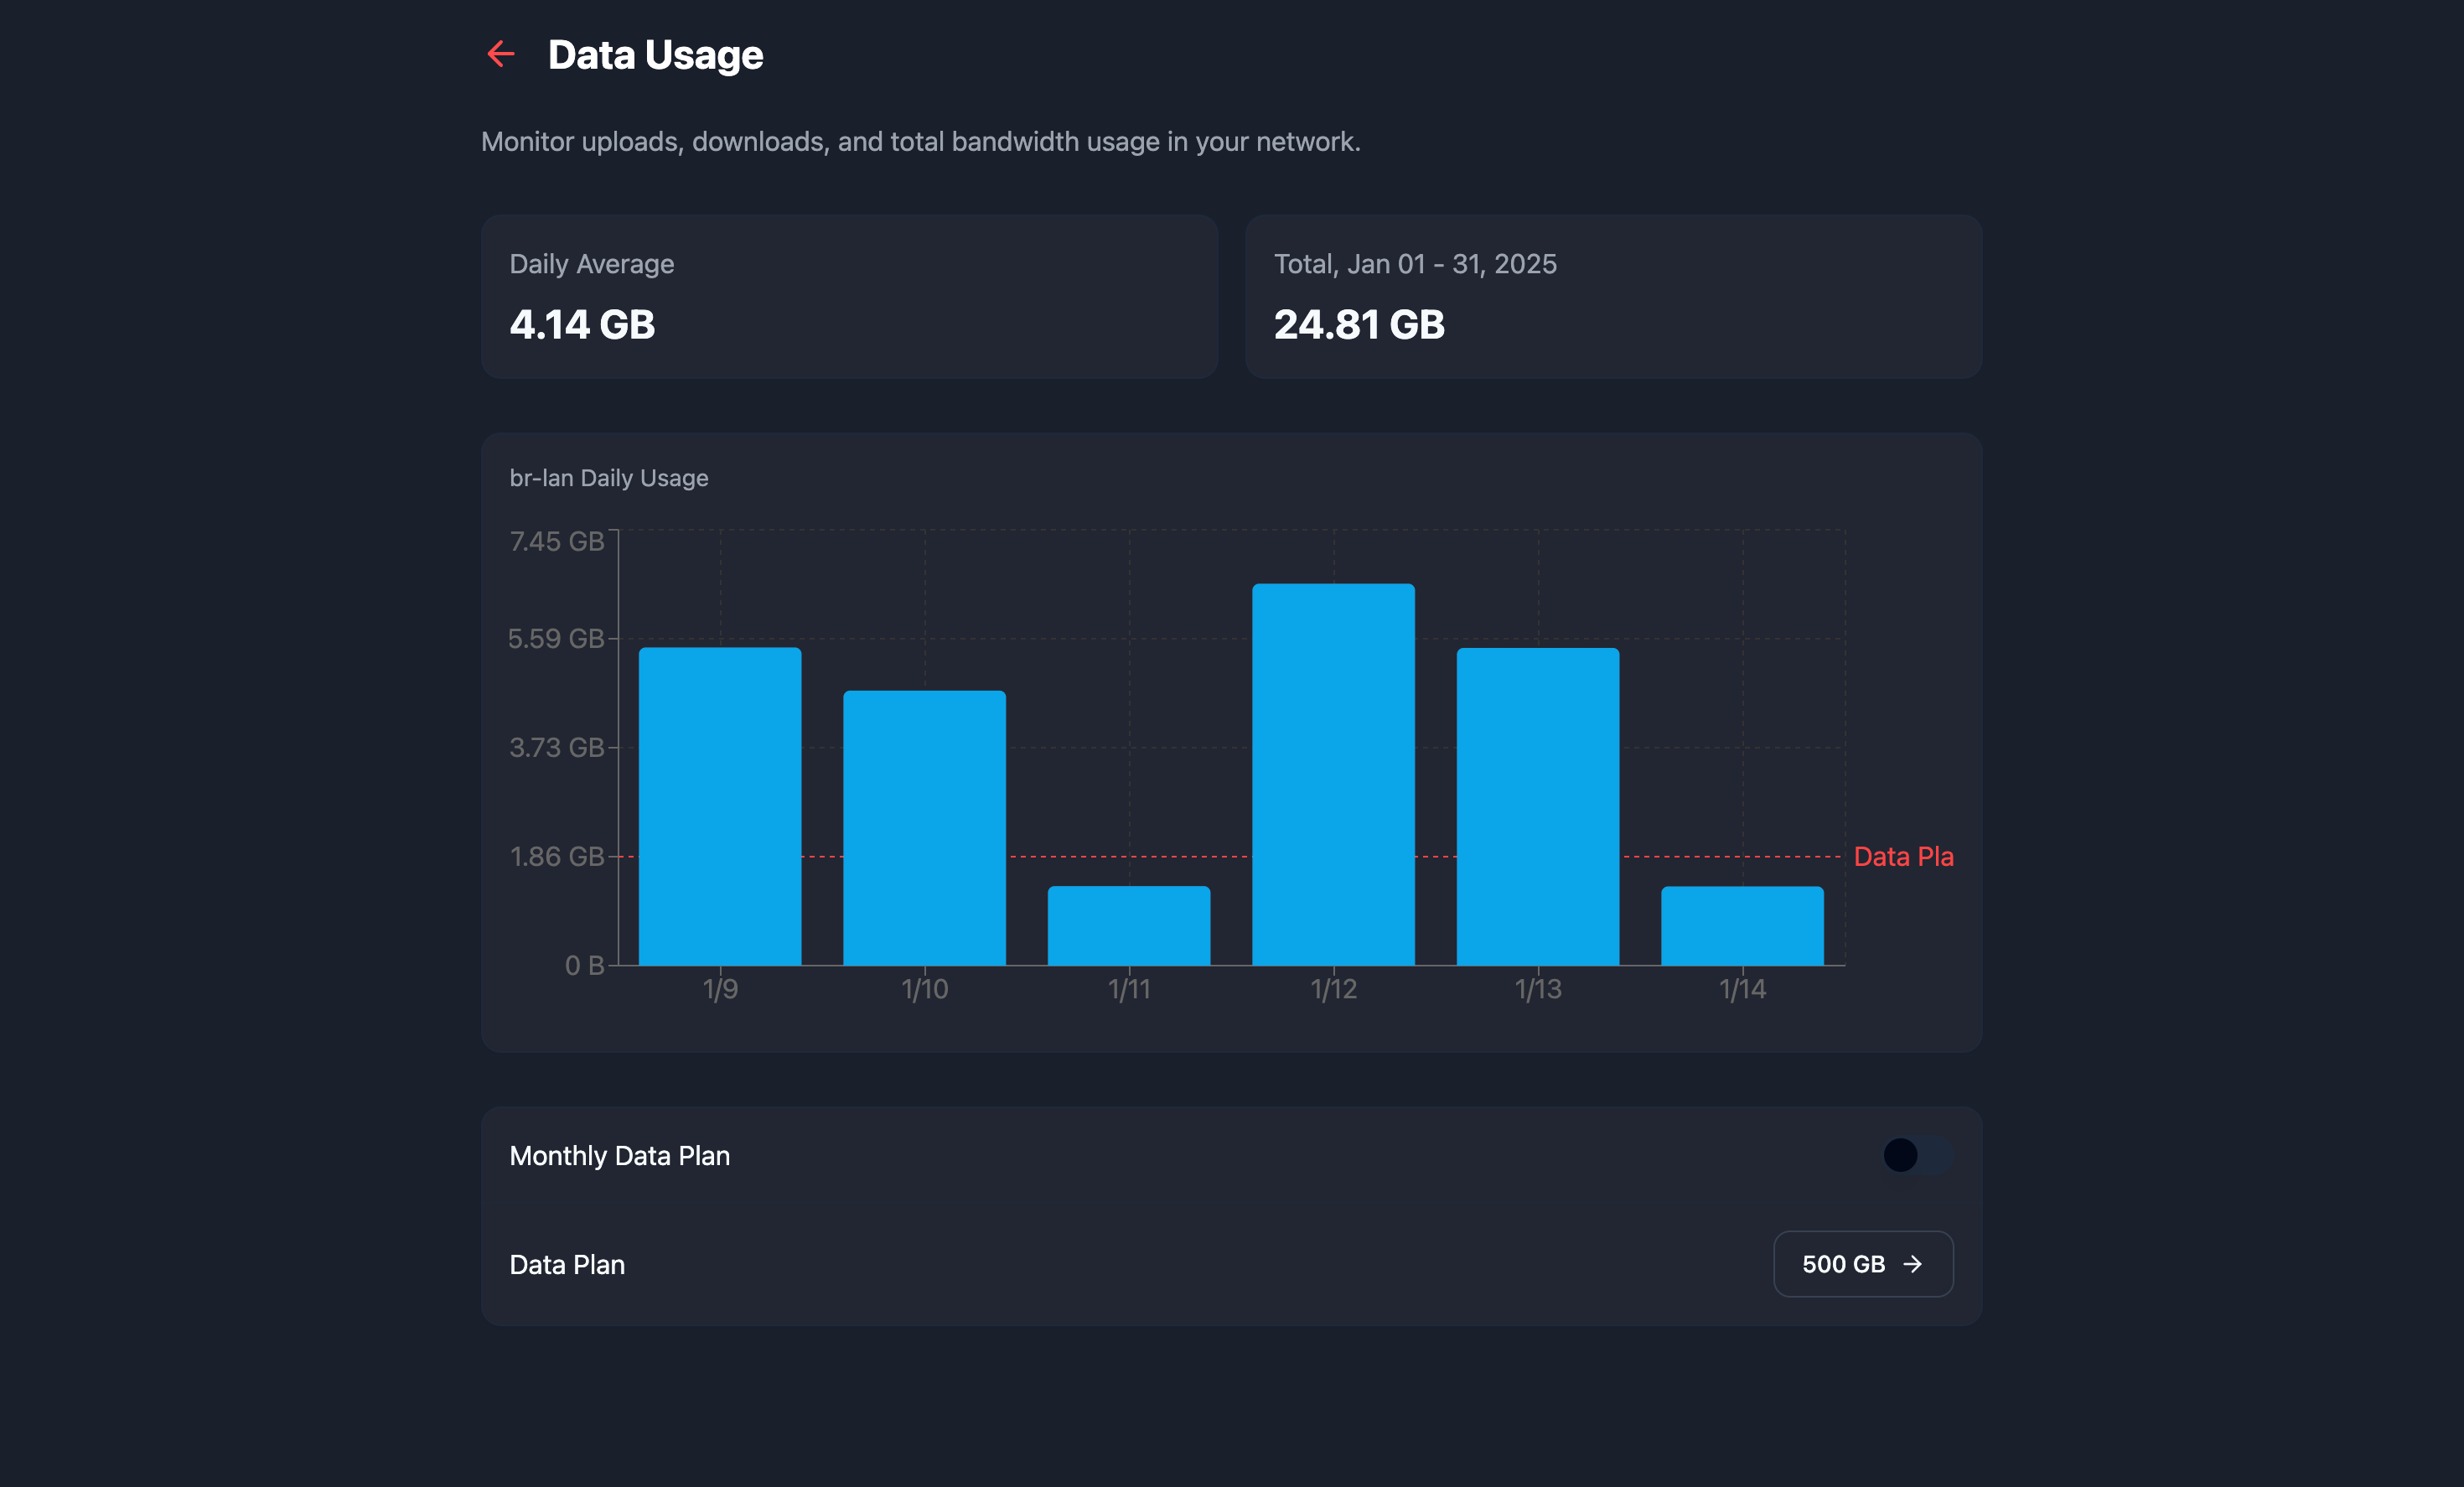 Data Usage
Monitor uploads, downloads, and total bandwidth usage in your network.
Daily Average
4.14 GB
Total, Jan 01 - 31, 2025
24.81 GB
br-lan Daily Usage
7.45 GB
5.59 GB
3.73 GB
1.86 GB
Data Pla
0 B
1/9 1/10 1/11 1/12 1/13 1/14
Monthly Data Plan
Data Plan
500 GB →